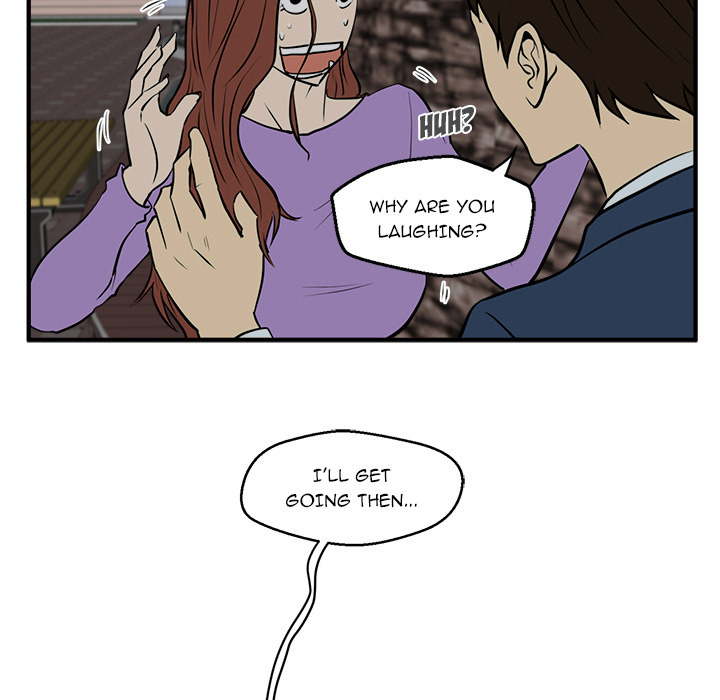 HUH?
WHY ARE YOU
LAUGHING?
I'LL GET
GOING THEN...